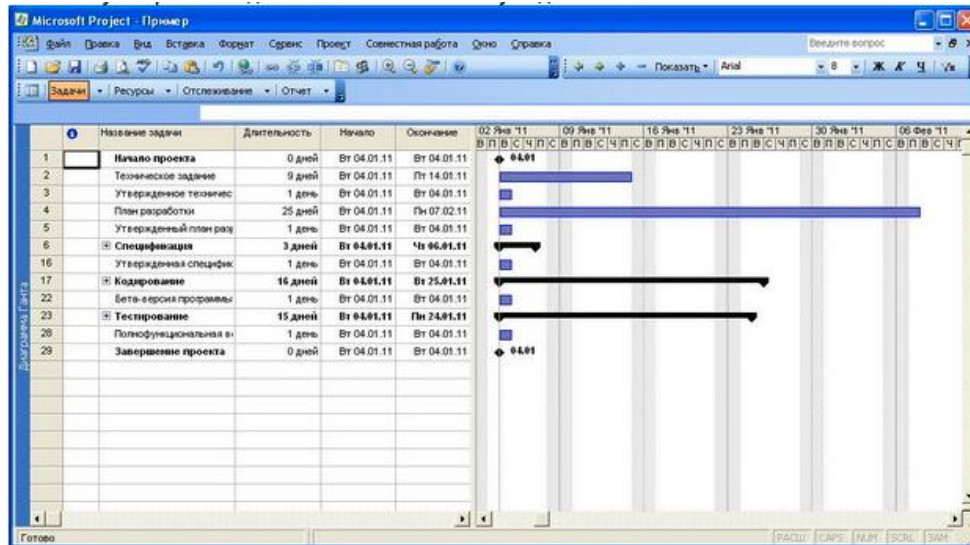 Microsoft Project - Пример
Файл Правка Вид Вставка Формат Сервис Проект Совместная работа Окно Справка Введите вопрос
Показать Arial 8 Ж К Ч
Задачи Ресурсы Отслеживание Отчет
Название задачи Длительность Начало Окончание 02 Янв '11 09 Янв '11 16 Янв '11 23 Янв '11 30 Янв '11 06 Фев '11
1 Начало проекта 0 дней Вт 04.01.11 Вт 04.01.11 04.01
2 Техническое задание 9 дней Вт 04.01.11 Пт 14.01.11
3 Утвержденное техничес 1 день Вт 04.01.11 Вт 04.01.11
4 План разработки 25 дней Вт 04.01.11 Пн 07.02.11
5 Утвержденный план раз 1 день Вт 04.01.11 Вт 04.01.11
6 Спецификация 3 дней Вт 04.01.11 Чт 06.01.11
16 Утвержденная специфик 1 день Вт 04.01.11 Вт 04.01.11
17 Кодирование 16 дней Вт 04.01.11 Вт 25.01.11
22 Бета-версия программы 1 день Вт 04.01.11 Вт 04.01.11
23 Тестирование 15 дней Вт 04.01.11 Пн 24.01.11
28 Полнофункциональная в 1 день Вт 04.01.11 Вт 04.01.11
29 Завершение проекта 0 дней Вт 04.01.11 Вт 04.01.11 04.01
Диаграмма Ганта
Готово РАСШ CAPS NUM SCRL ЗАМ